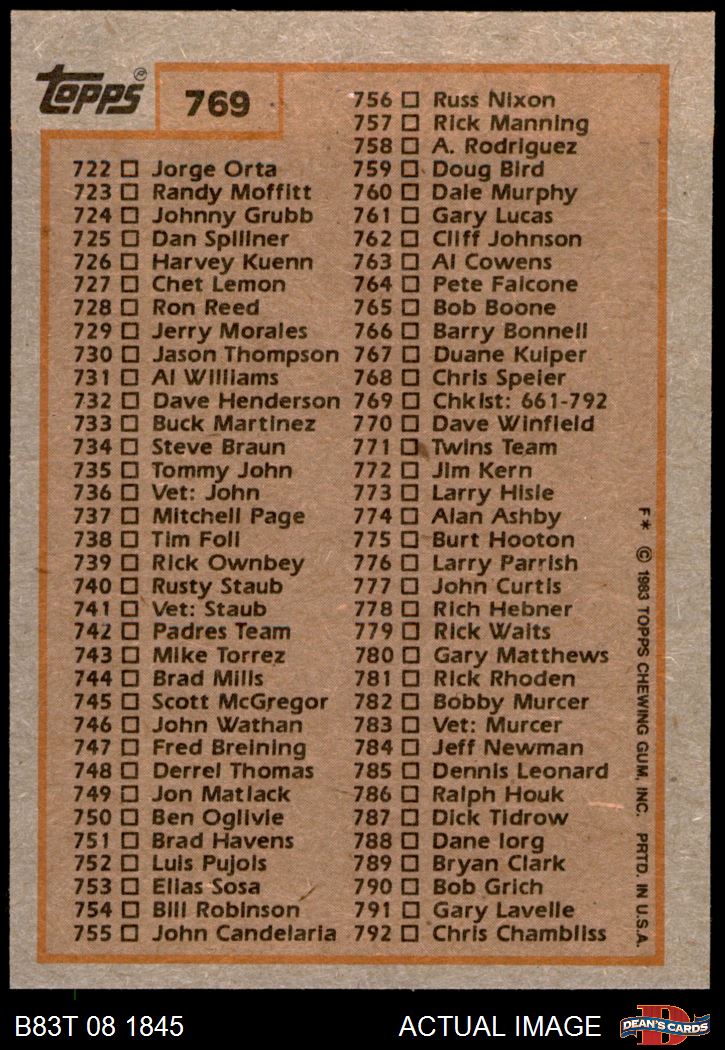 Topps®
769
722 □ Jorge Orta
723 □ Randy Moffitt
724 □ Johnny Grubb
725 □ Dan Spillner
726 □ Harvey Kuenn
727 □ Chet Lemon
728 □ Ron Reed
729 □ Jerry Morales
730 □ Jason Thompson
731 □ Al Williams
732 □ Dave Henderson
733 □ Buck Martinez
734 □ Steve Braun
735 □ Tommy John
736 □ Vet: John
737 □ Mitchell Page
738 □ Tim Foli
739 □ Rick Ownbey
740 □ Rusty Staub
741 □ Vet: Staub
742 □ Padres Team
743 □ Mike Torrez
744 □ Brad Mills
745 □ Scott McGregor
746 □ John Wathan
747 □ Fred Breining
748 □ Derrel Thomas
749 □ Jon Matlack
750 □ Ben Oglivie
751 □ Brad Havens
752 □ Luis Pujols
753 □ Elias Sosa
754 □ Bill Robinson
755 □ John Candelaria
756 □ Russ Nixon
757 □ Rick Manning
758 □ A. Rodriguez
759 □ Doug Bird
760 □ Dale Murphy
761 □ Gary Lucas
762 □ Cliff Johnson
763 □ Al Cowens
764 □ Pete Falcone
765 □ Bob Boone
766 □ Barry Bonnell
767 □ Duane Kuiper
768 □ Chris Speier
769 □ Chklst: 661-792
770 □ Dave Winfield
771 □ Twins Team
772 □ Jim Kern
773 □ Larry Hisle
774 □ Alan Ashby
775 □ Burt Hooton
776 □ Larry Parrish
777 □ John Curtis
778 □ Rich Hebner
779 □ Rick Waits
780 □ Gary Matthews
781 □ Rick Rhoden
782 □ Bobby Murcer
783 □ Vet: Murcer
784 □ Jeff Newman
785 □ Dennis Leonard
786 □ Ralph Houk
787 □ Dick Tidrow
788 □ Dane Iorg
789 □ Bryan Clark
790 □ Bob Grich
791 □ Gary Lavelle
792 □ Chris Chambliss
F* © 1983 TOPPS CHEWING GUM, INC. PRTD. IN U.S.A.
B83T 08 1845
ACTUAL IMAGE
D
DEAN'S CARDS